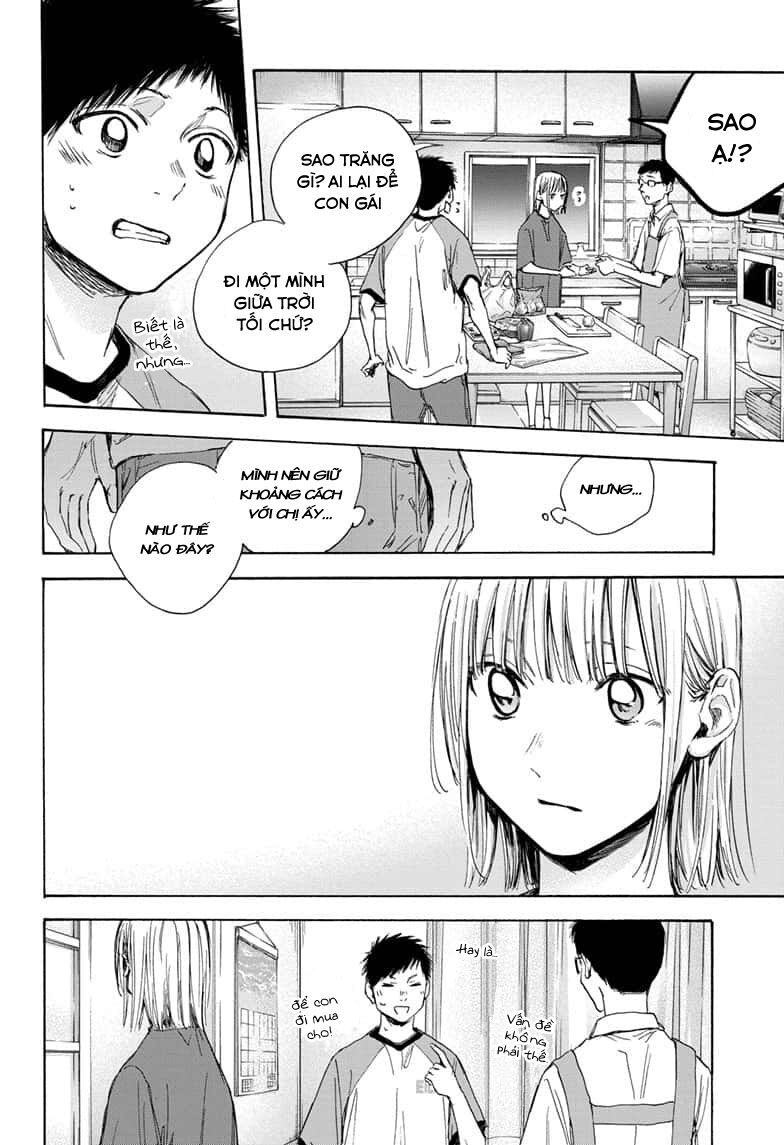 SAO
Ạ!?
SAO TRĂNG
GÌ? AI LẠI ĐỂ
CON GÁI
ĐI MỘT MÌNH
GIỮA TRỜI
TỐI CHỨ?
Biết là
thế,
nhưng...
NHƯNG...
MÌNH NÊN GIỮ
KHOẢNG CÁCH
VỚI CHỊ ẤY...
NHƯ THẾ
NÀO ĐÂY?
Hay là...
để con
đi mua
cho!
Vấn đề
không
phải thế